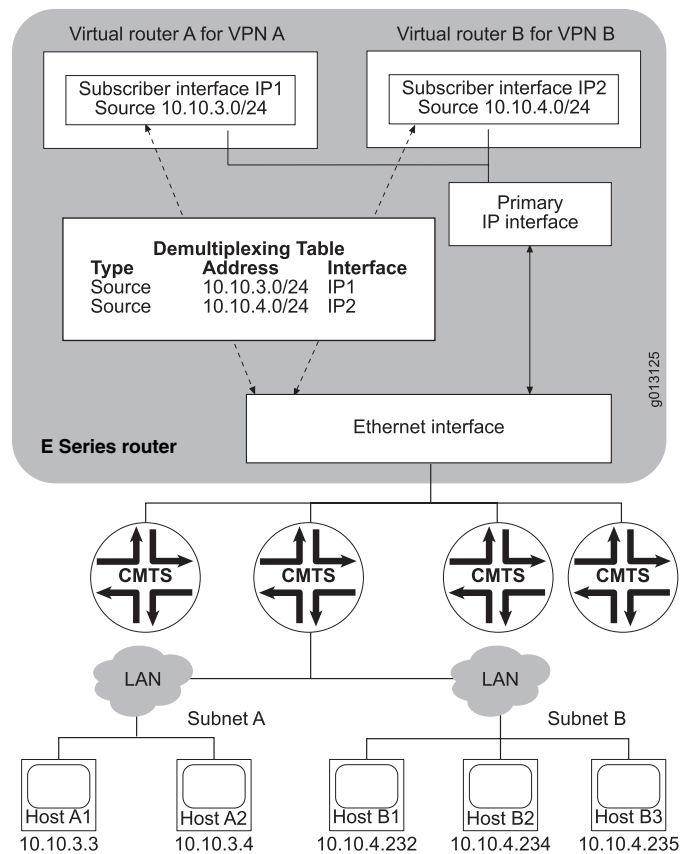 Virtual router A for VPN A
Virtual router B for VPN B
Subscriber interface IP1
Source 10.10.3.0/24
Subscriber interface IP2
Source 10.10.4.0/24
Primary
IP interface
Demultiplexing Table
Type Address Interface
Source 10.10.3.0/24 IP1
Source 10.10.4.0/24 IP2
g013125
Ethernet interface
E Series router
CMTS
CMTS
CMTS
CMTS
LAN
LAN
Subnet A
Subnet B
Host A1
10.10.3.3
Host A2
10.10.3.4
Host B1
10.10.4.232
Host B2
10.10.4.234
Host B3
10.10.4.235